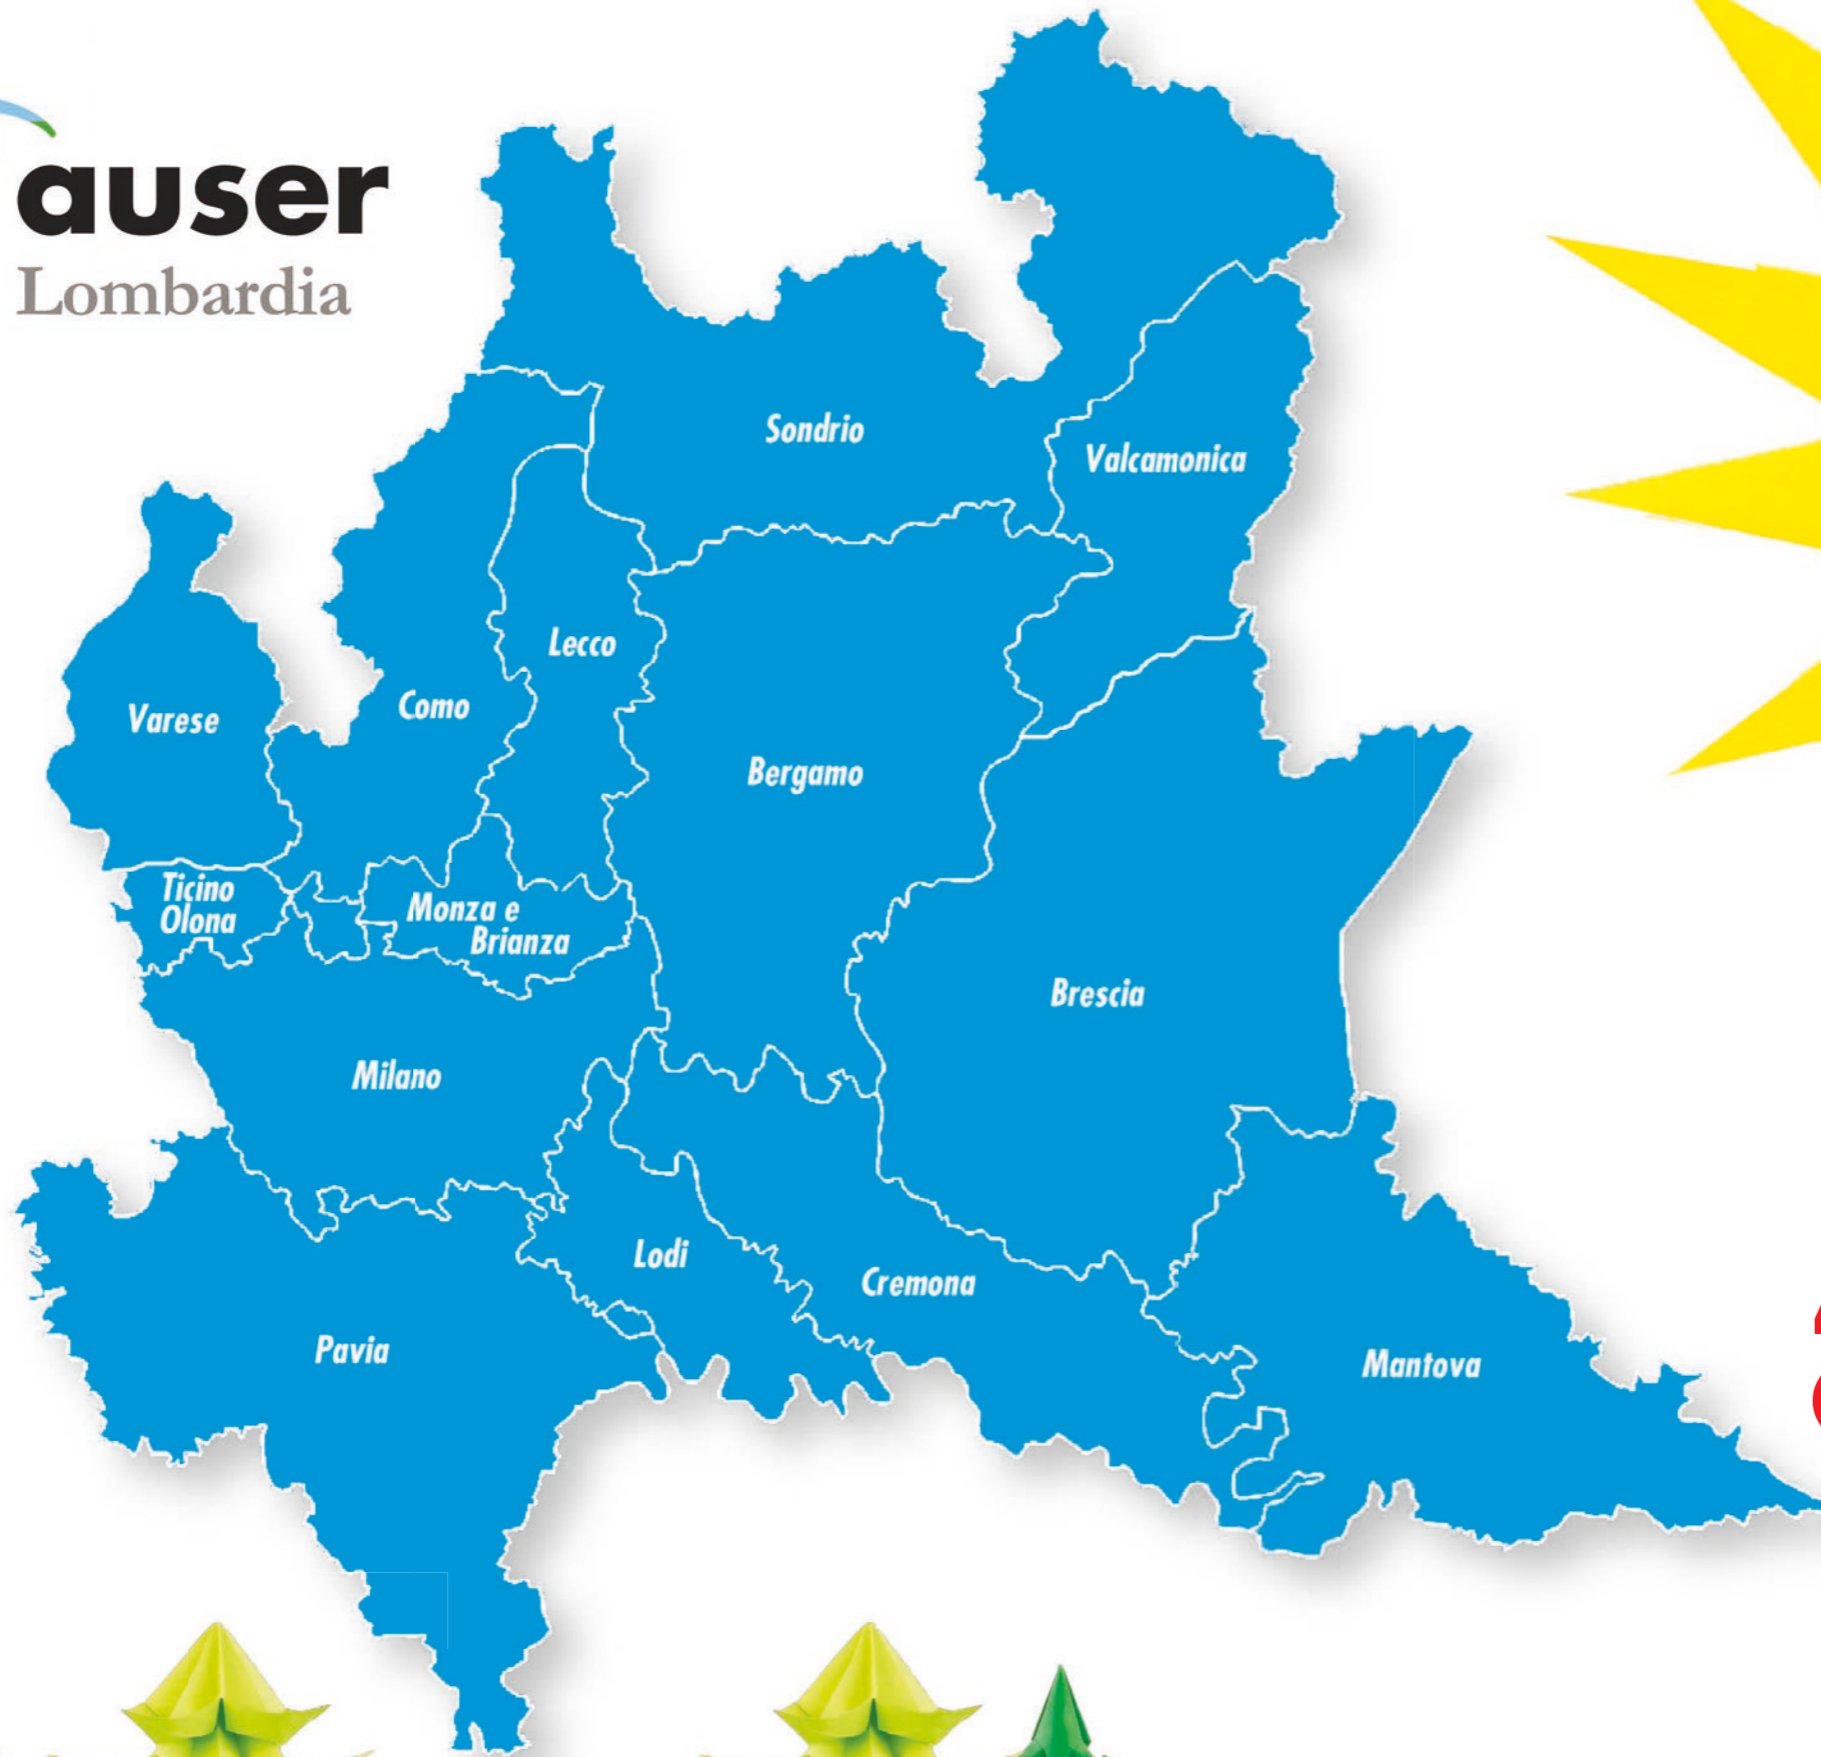 auser
Lombardia
Sondrio
Valcamonica
Lecco
Como
Varese
Bergamo
Ticino
Olona
Monza e
Brianza
Brescia
Milano
Lodi
Cremona
Pavia
Mantova